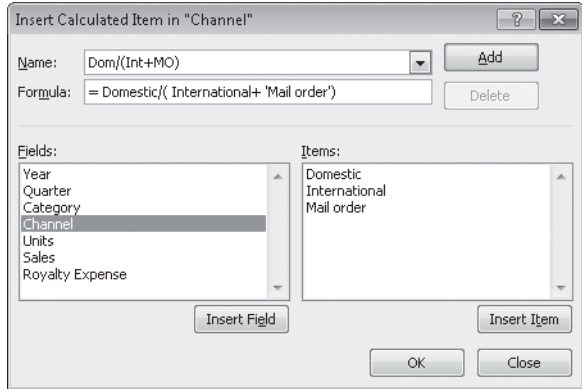 Insert Calculated Item in "Channel"
Name: Dom/(Int+MO) Add
Formula: = Domestic/( International+ 'Mail order') Delete
Fields: Items:
Year
Quarter
Category
Channel
Units
Sales
Royalty Expense
Domestic
International
Mail order
Insert Field Insert Item
OK Close